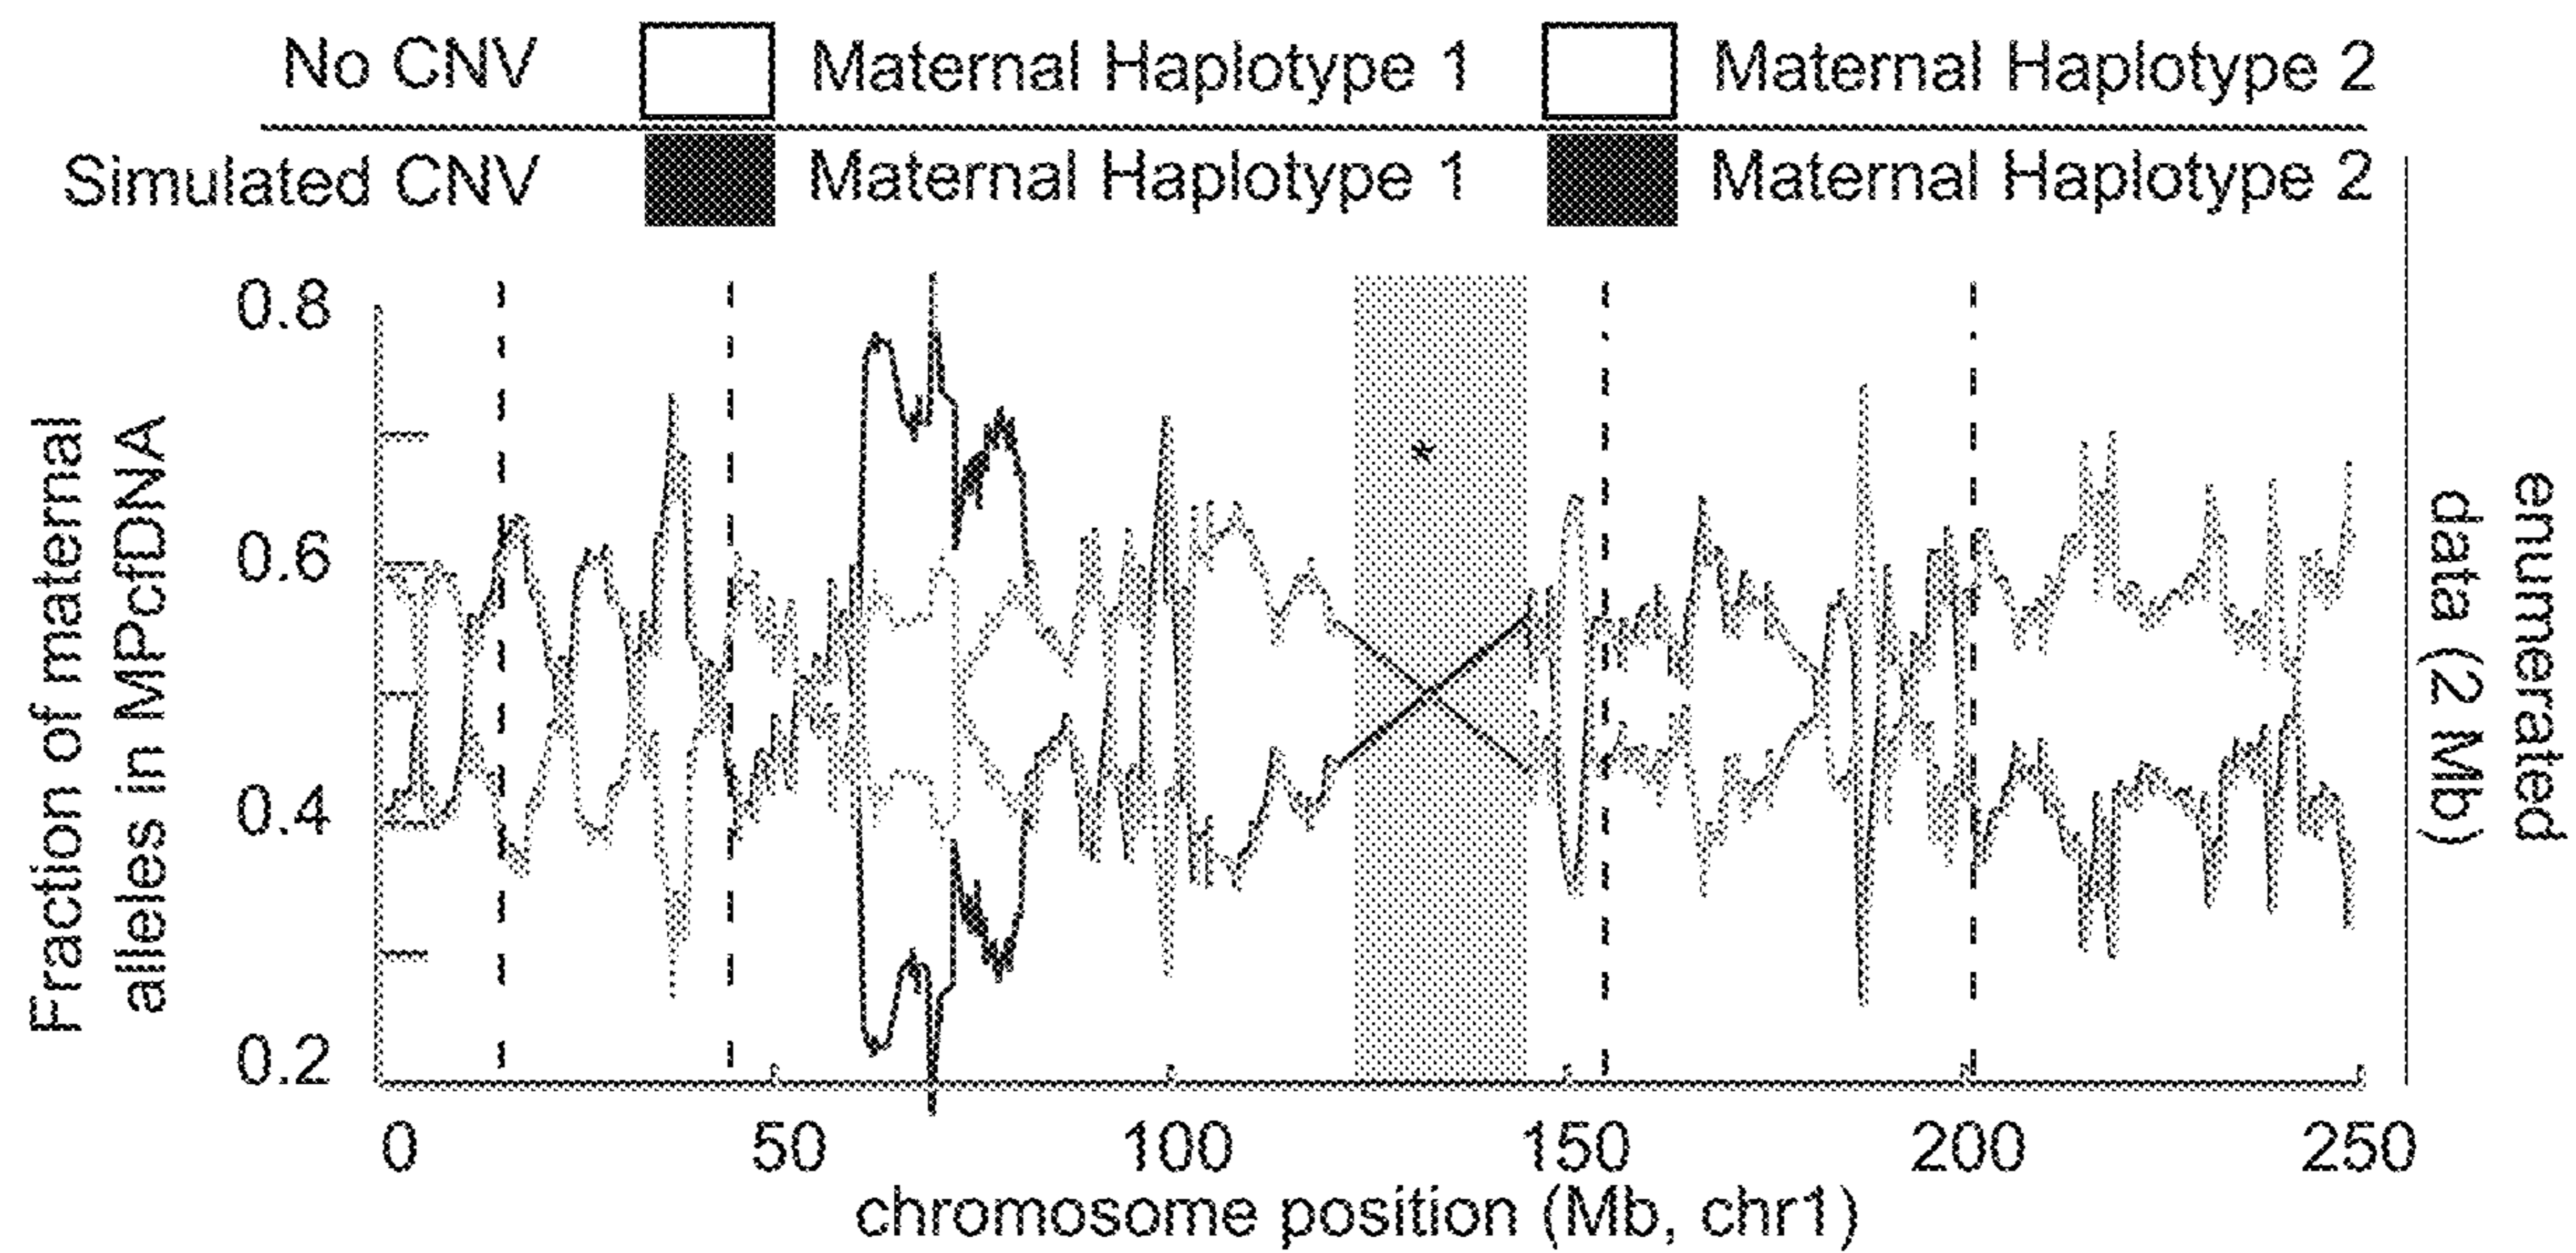 No CNV Maternal Haplotype 1 Maternal Haplotype 2
Simulated CNV Maternal Haplotype 1 Maternal Haplotype 2
Fraction of maternal
alleles in MPcfDNA
0.8
0.6
0.4
0.2
*
0 50 100 150 200 250
chromosome position (Mb, chr1)
enumerated
data (2 Mb)